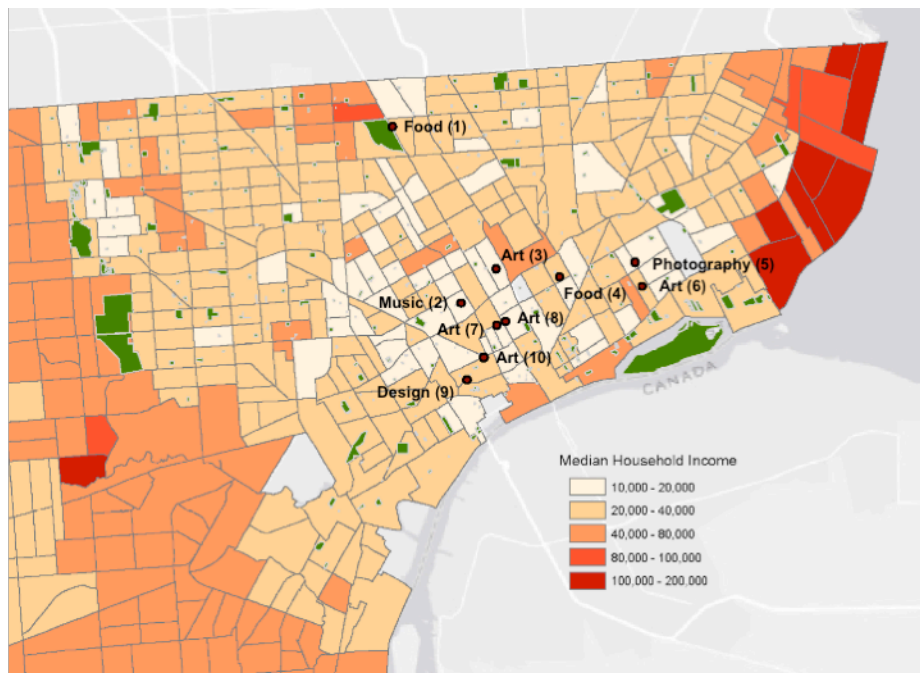 Food (1)
Art (3)
Photography (5)
Food (4)
Art (6)
Music (2)
Art (8)
Art (7)
Art (10)
Design (9)
CANADA
Median Household Income
10,000 - 20,000
20,000 - 40,000
40,000 - 80,000
80,000 - 100,000
100,000 - 200,000